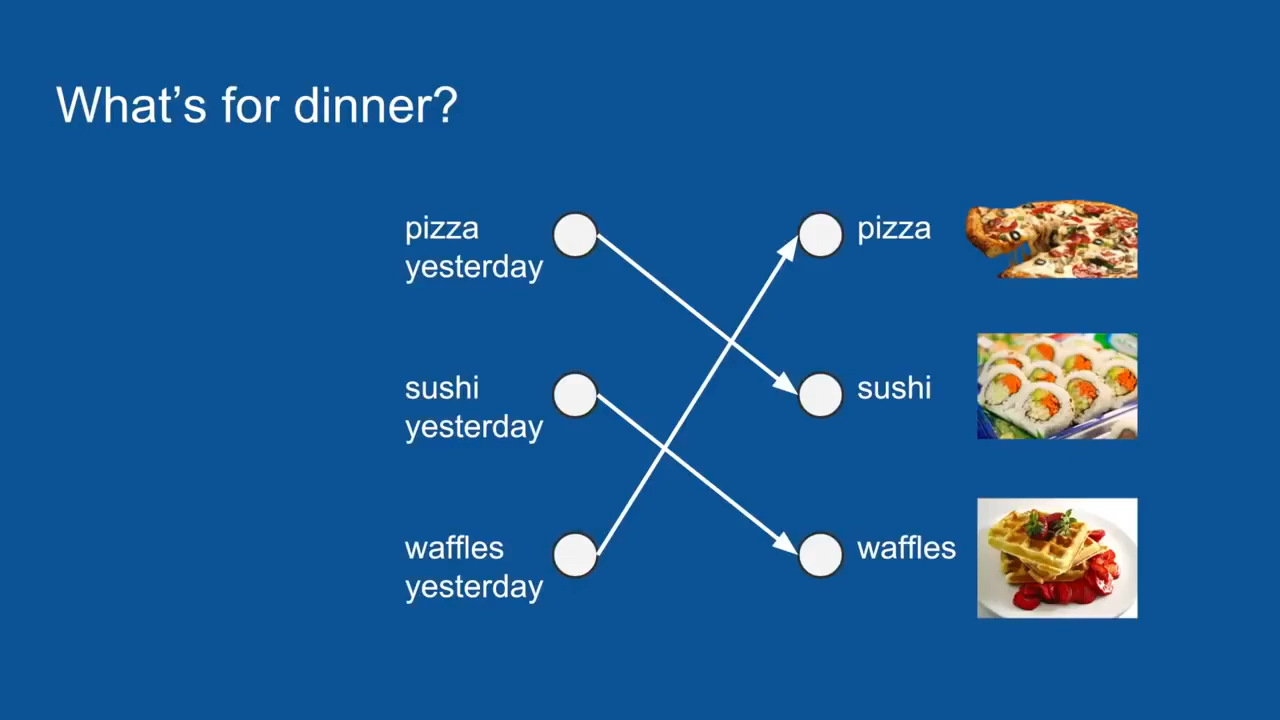 What’s for dinner?
pizza
yesterday
pizza
sushi
yesterday
sushi
waffles
yesterday
waffles